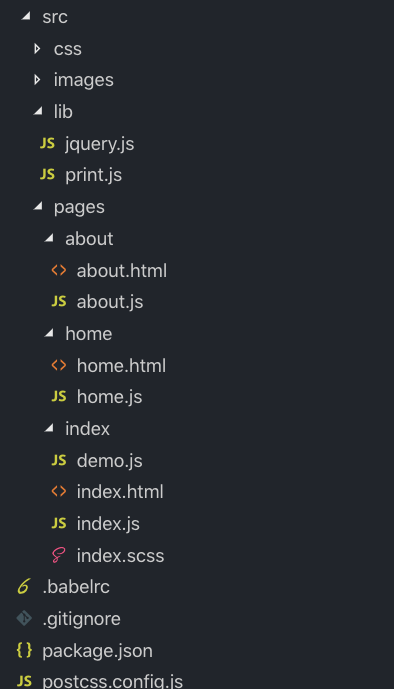 src
css
images
lib
JS jquery.js
JS print.js
pages
about
<> about.html
JS about.js
home
<> home.html
JS home.js
index
JS demo.js
<> index.html
JS index.js
index.scss
6 .babelrc
.gitignore
{ } package.json
JS postcss.config.js